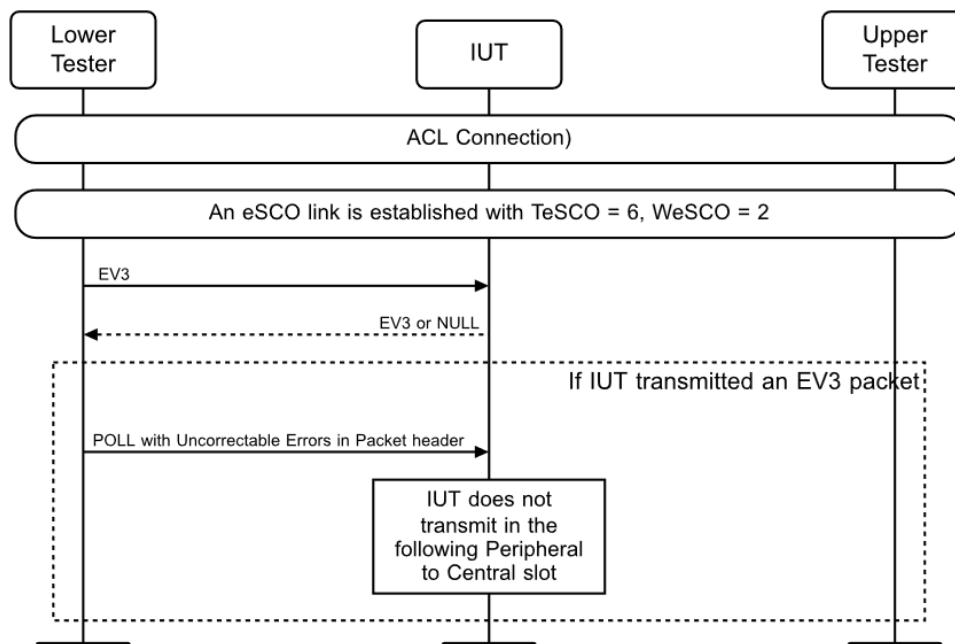 Lower
Tester
IUT
Upper
Tester
ACL Connection)
An eSCO link is established with TeSCO = 6, WeSCO = 2
EV3
EV3 or NULL
If IUT transmitted an EV3 packet
POLL with Uncorrectable Errors in Packet header
IUT does not
transmit in the
following Peripheral
to Central slot